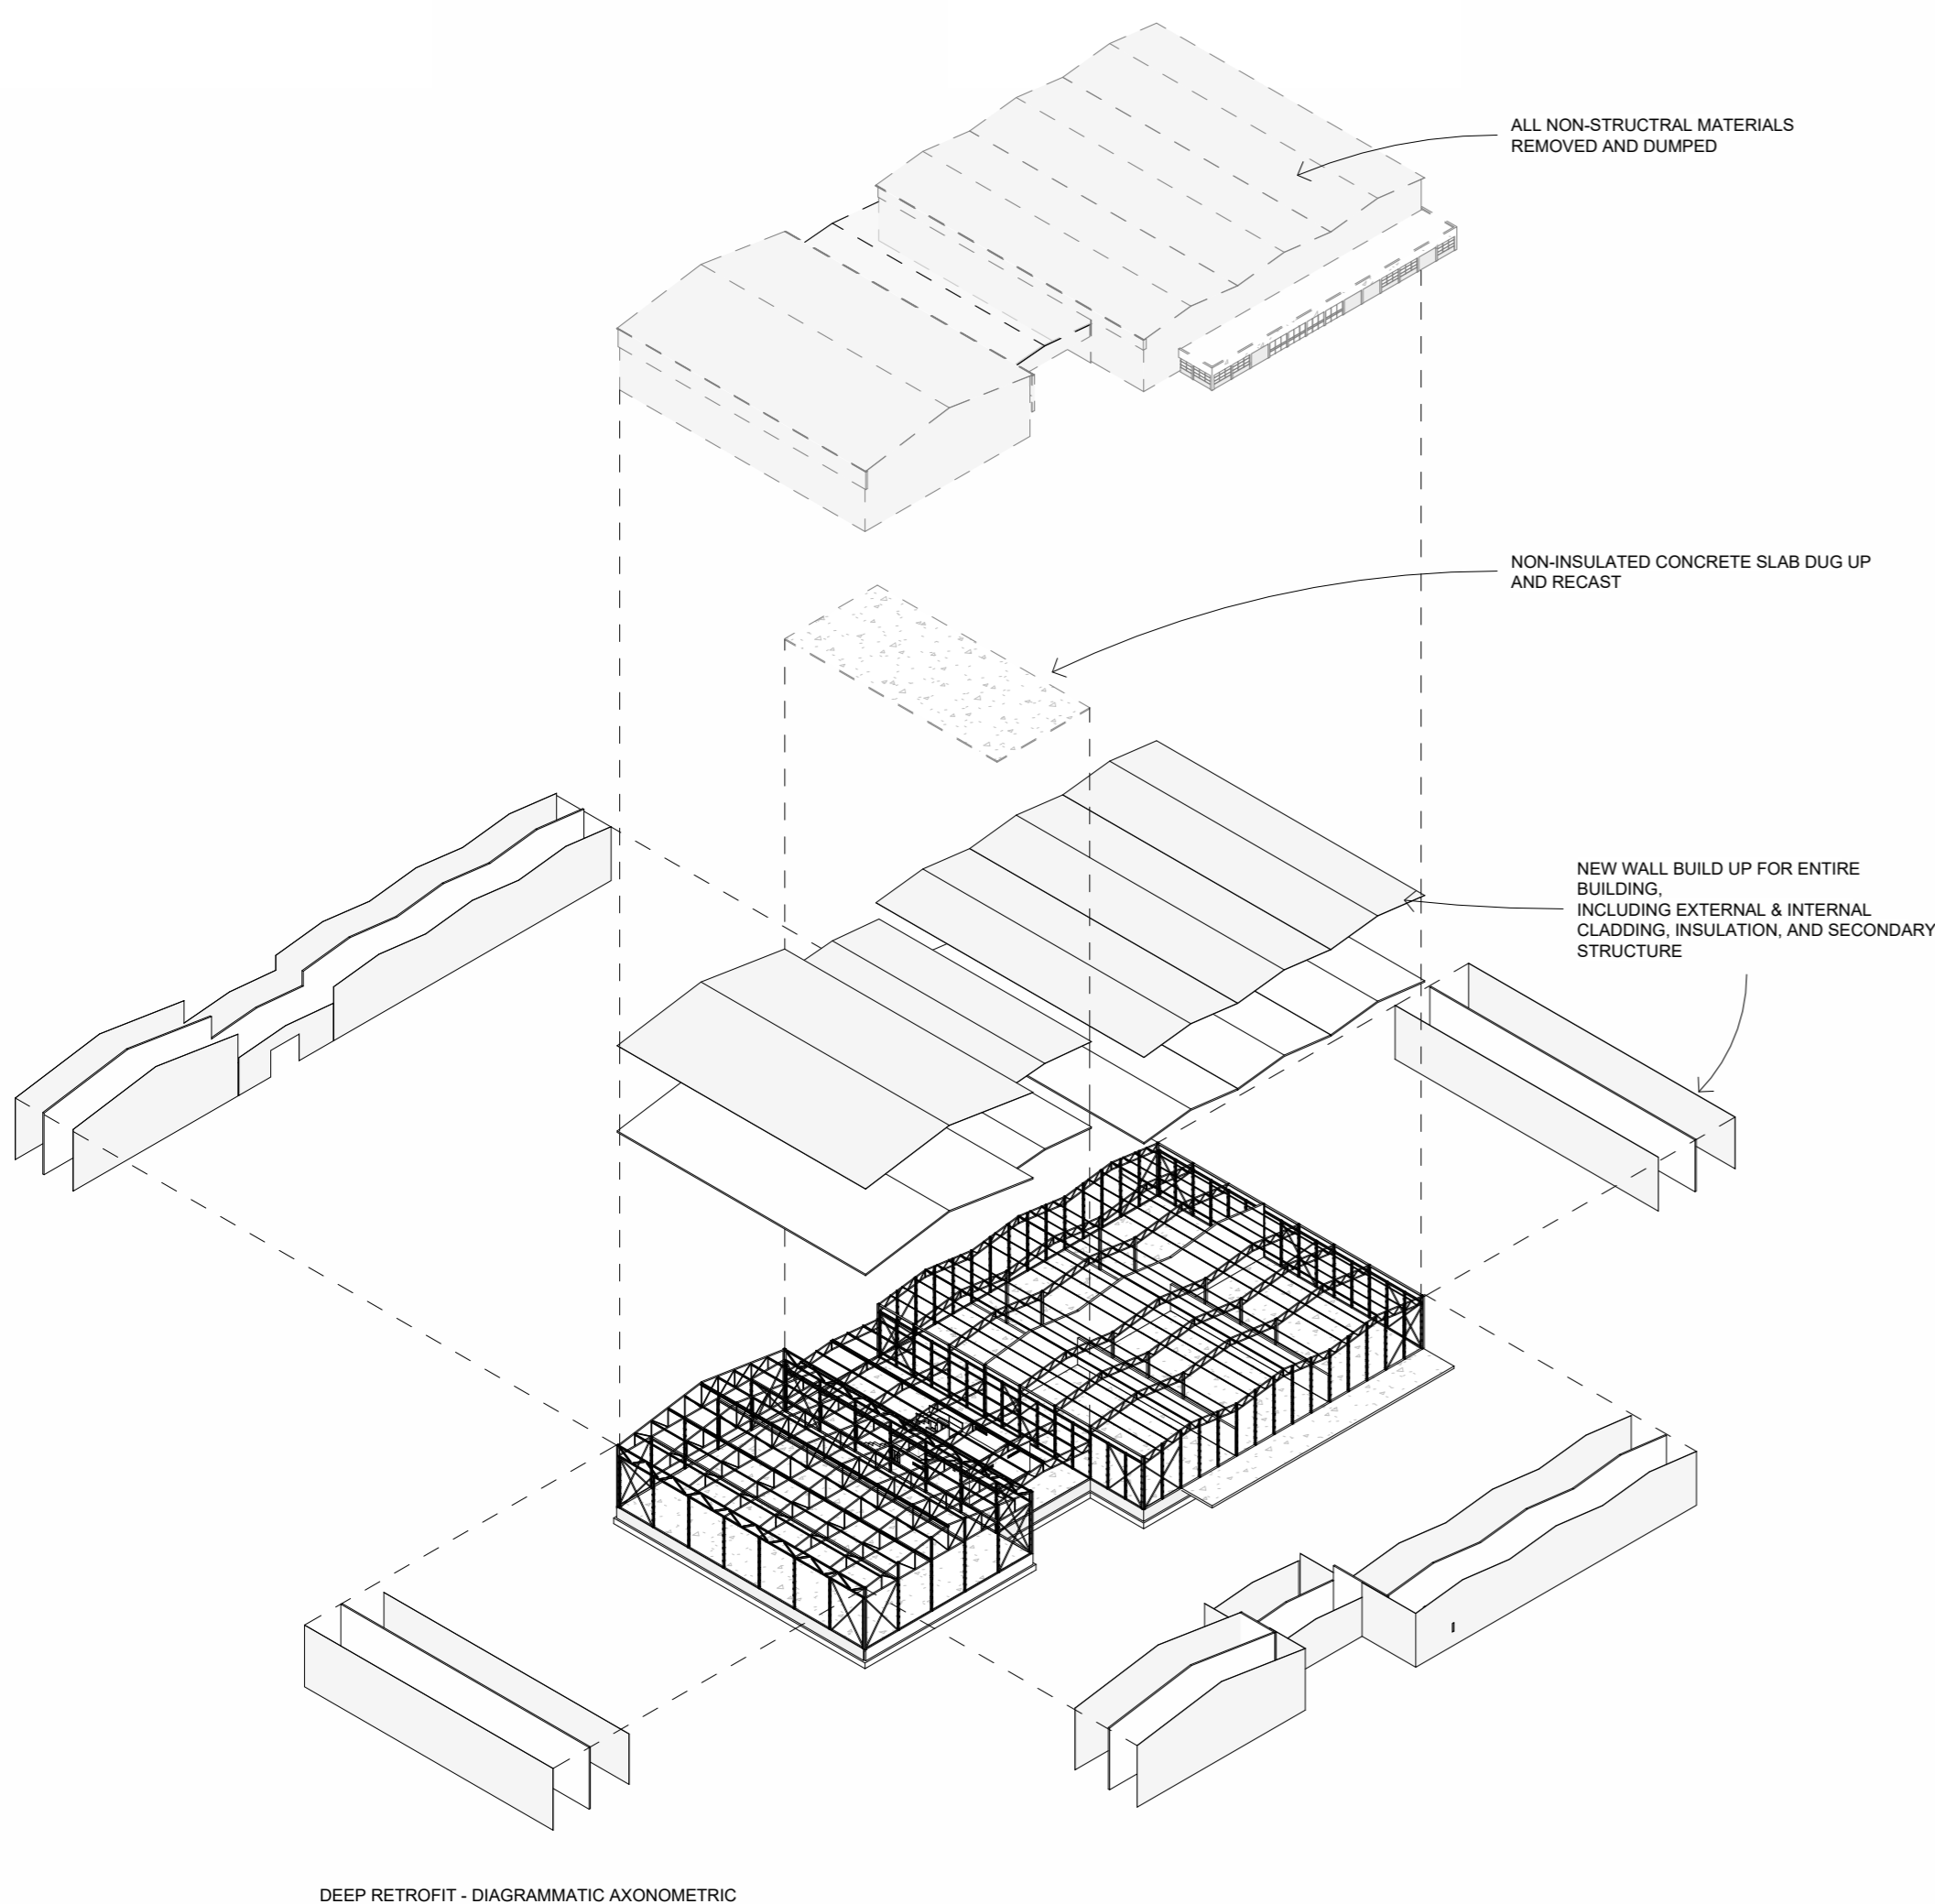 ALL NON-STRUCTRAL MATERIALS
REMOVED AND DUMPED
NON-INSULATED CONCRETE SLAB DUG UP
AND RECAST
NEW WALL BUILD UP FOR ENTIRE
BUILDING,
INCLUDING EXTERNAL & INTERNAL
CLADDING, INSULATION, AND SECONDARY
STRUCTURE
DEEP RETROFIT - DIAGRAMMATIC AXONOMETRIC